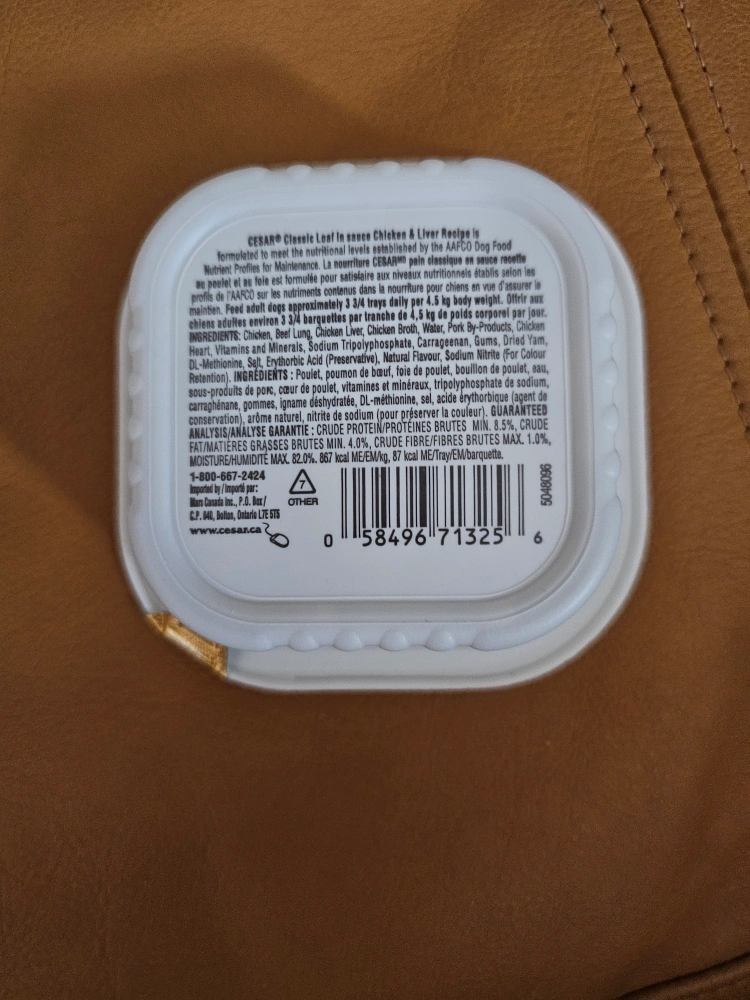 CESAR® Classic Loaf in sauce Chicken & Liver Recipe is
formulated to meet the nutritional levels established by the AAFCO Dog Food
Nutrient Profiles for Maintenance. La nourriture CESARMD pain classique en sauce recette
au poulet et au foie est formulée pour satisfaire aux niveaux nutritionnels établis selon les
profils de l'AAFCO sur les nutriments contenus dans la nourriture pour chiens en vue d'assurer le
maintien. Feed adult dogs approximately 3 3/4 trays daily per 4.5 kg body weight. Offrir aux
chiens adultes environ 3 3/4 barquettes par tranche de 4,5 kg de poids corporel par jour.
INGREDIENTS: Chicken, Beef Lung, Chicken Liver, Chicken Broth, Water, Pork By-Products, Chicken
Heart, Vitamins and Minerals, Sodium Tripolyphosphate, Carrageenan, Gums, Dried Yam,
DL-Methionine, Salt, Erythorbic Acid (Preservative), Natural Flavour, Sodium Nitrite (For Colour
Retention). INGRÉDIENTS : Poulet, poumon de bœuf, foie de poulet, bouillon de poulet, eau,
sous-produits de porc, cœur de poulet, vitamines et minéraux, tripolyphosphate de sodium,
carraghénane, gommes, igname déshydratée, DL-méthionine, sel, acide érythorbique (agent de
conservation), arôme naturel, nitrite de sodium (pour préserver la couleur). GUARANTEED
ANALYSIS/ANALYSE GARANTIE : CRUDE PROTEIN/PROTÉINES BRUTES MIN. 8.5%, CRUDE
FAT/MATIÈRES GRASSES BRUTES MIN. 4.0%, CRUDE FIBRE/FIBRES BRUTES MAX. 1.0%,
MOISTURE/HUMIDITÉ MAX. 82.0%. 867 kcal ME/EM/kg, 87 kcal ME/Tray/EM/barquette.
1-800-667-2424
Imported by / Importé par:
Mars Canada Inc., P.O. Box /
C.P. 640, Bolton, Ontario L7E 5T5
www.cesar.ca
7
OTHER
0 58496 71325 6
5048096